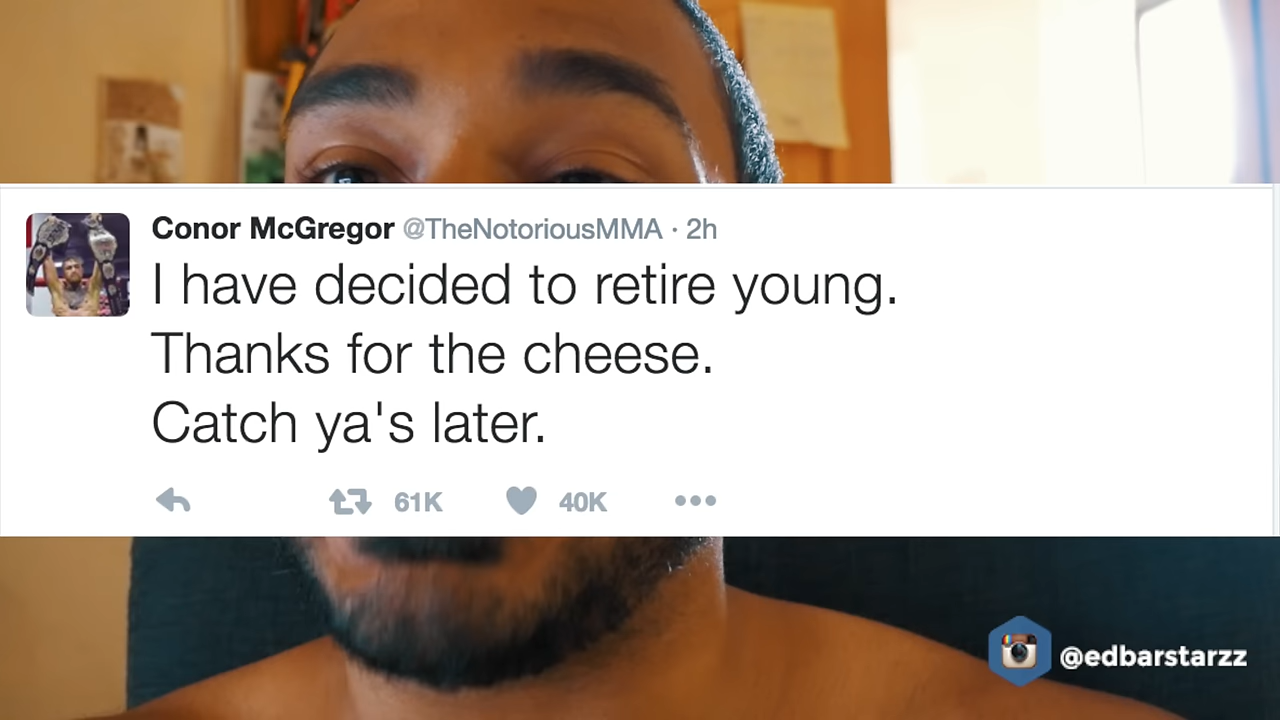 Conor McGregor @TheNotoriousMMA · 2h
I have decided to retire young.
Thanks for the cheese.
Catch ya's later.
61K 40K
@edbarstarzz